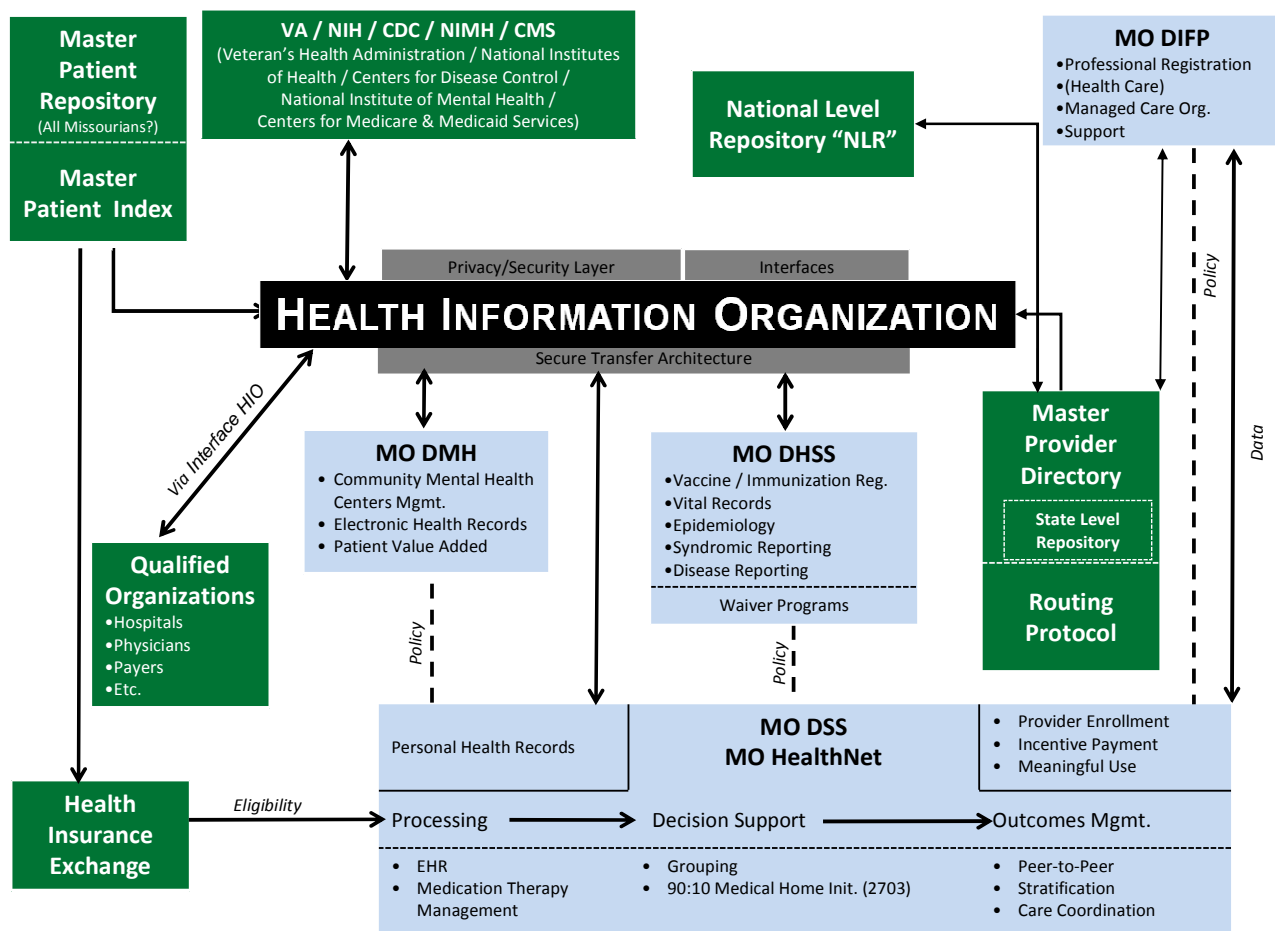 Master
Patient
Repository
(All Missourians?)
Master
Patient Index
VA / NIH / CDC / NIMH / CMS
(Veteran's Health Administration / National Institutes
of Health / Centers for Disease Control /
National Institute of Mental Health /
Centers for Medicare & Medicaid Services)
National Level
Repository "NLR"
MO DIFP
•Professional Registration
•(Health Care)
•Managed Care Org.
•Support
Privacy/Security Layer
Interfaces
HEALTH INFORMATION ORGANIZATION
Secure Transfer Architecture
Policy
Data
Via Interface HIO
MO DMH
• Community Mental Health
Centers Mgmt.
• Electronic Health Records
• Patient Value Added
MO DHSS
•Vaccine / Immunization Reg.
•Vital Records
•Epidemiology
•Syndromic Reporting
•Disease Reporting
Waiver Programs
Master
Provider
Directory
State Level
Repository
Routing
Protocol
Qualified
Organizations
•Hospitals
•Physicians
•Payers
•Etc.
Policy
Policy
Personal Health Records
MO DSS
MO HealthNet
• Provider Enrollment
• Incentive Payment
• Meaningful Use
Health
Insurance
Exchange
Eligibility
Processing
Decision Support
Outcomes Mgmt.
• EHR
• Medication Therapy
Management
• Grouping
• 90:10 Medical Home Init. (2703)
• Peer-to-Peer
• Stratification
• Care Coordination